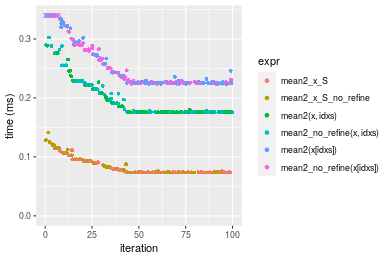 0.3
0.2
0.1
0.0
time (ms)
0
25
50
75
100
iteration
expr
mean2_x_S
mean2_x_S_no_refine
mean2(x, idxs)
mean2_no_refine(x, idxs)
mean2(x[idxs])
mean2_no_refine(x[idxs])